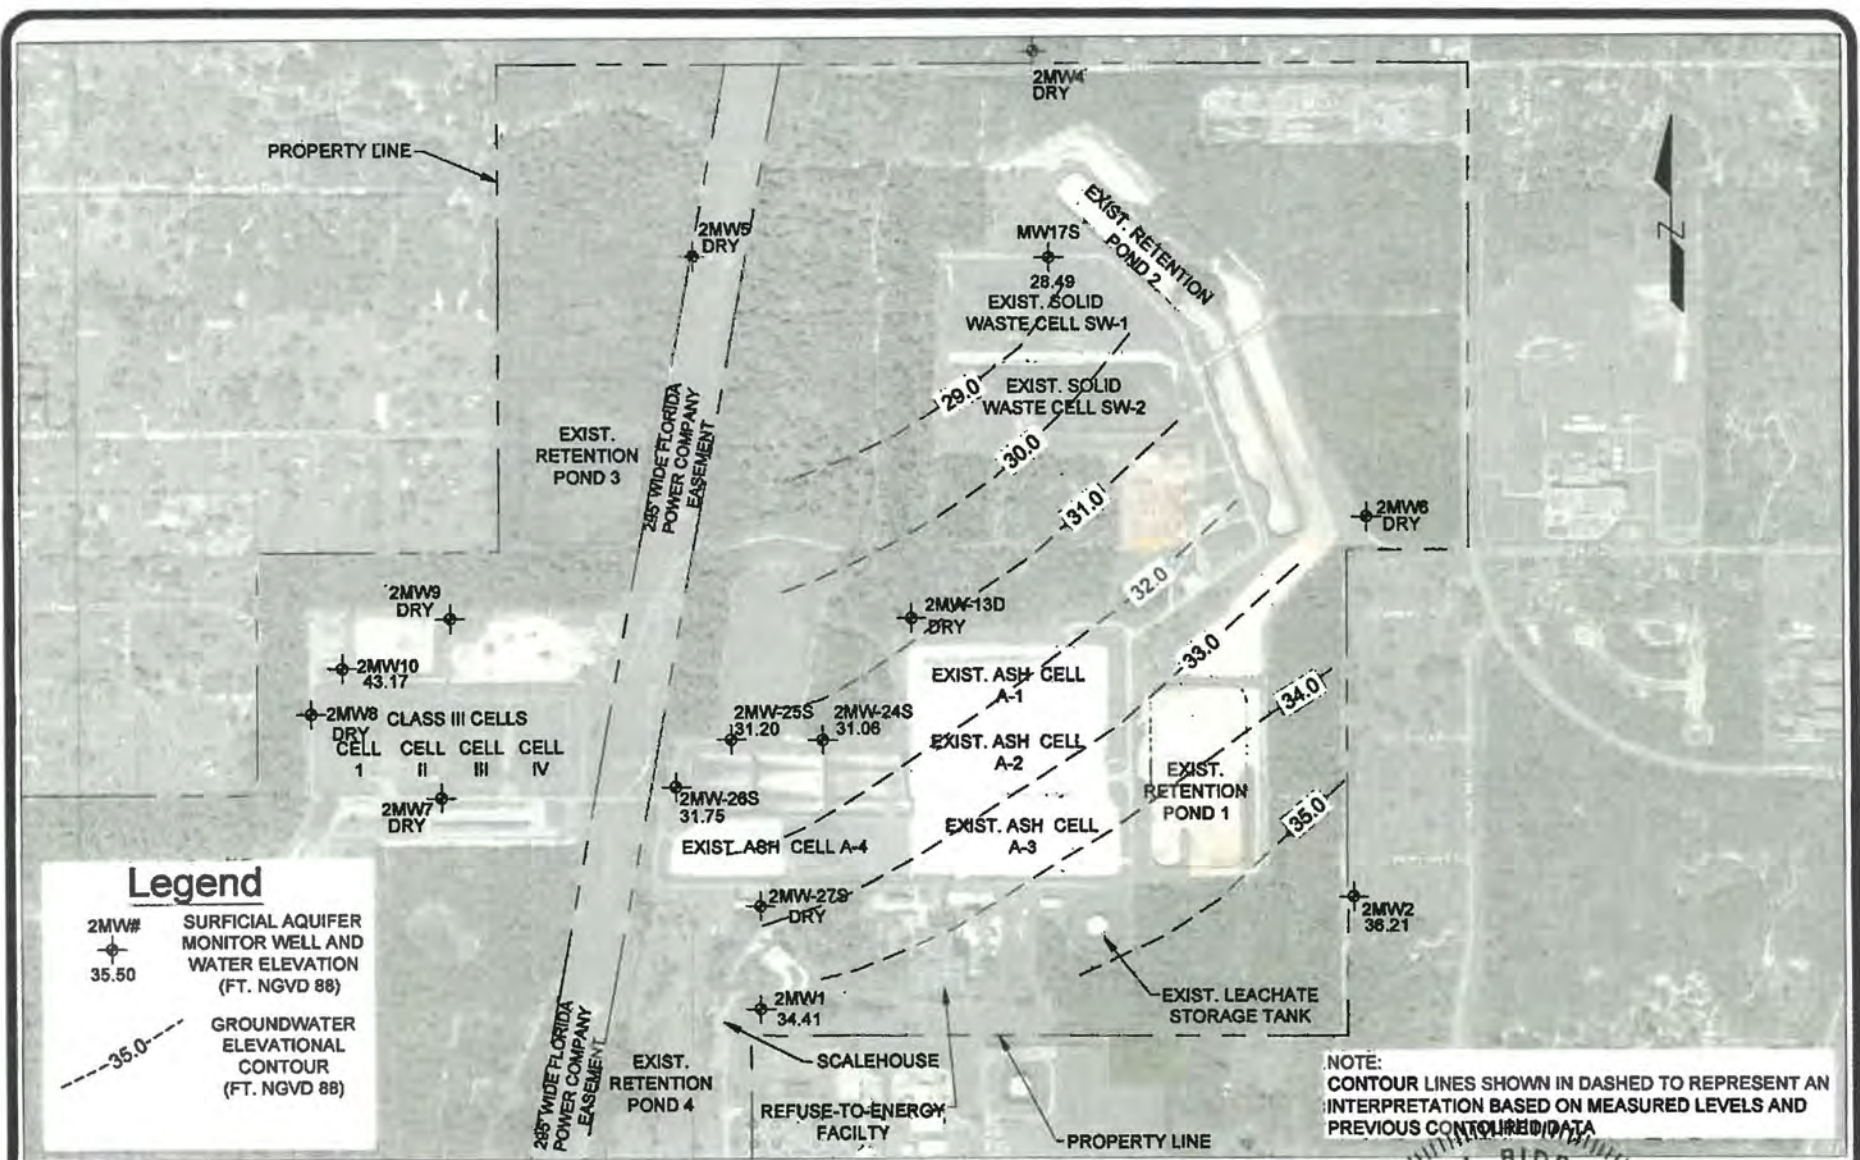 2MW4
DRY
PROPERTY LINE
2MW5
DRY
EXIST. RETENTION
POND 2
MW17S
28.49
EXIST. SOLID
WASTE CELL SW-1
29.0
EXIST. SOLID
WASTE CELL SW-2
30.0
31.0
EXIST.
RETENTION
POND 3
295' WIDE FLORIDA
POWER COMPANY
EASEMENT
2MW6
DRY
32.0
2MW9
DRY
2MW-13D
DRY
33.0
2MW10
43.17
EXIST. ASH CELL
A-1
34.0
2MW8
DRY
CLASS III CELLS
CELL
1
CELL
II
CELL
III
CELL
IV
2MW-25S
31.20
2MW-24S
31.06
EXIST. ASH CELL
A-2
EXIST.
RETENTION
POND 1
2MW7
DRY
2MW-26S
31.75
35.0
EXIST. ASH CELL A-4
EXIST. ASH CELL
A-3
2MW-27S
DRY
2MW2
36.21
Legend
2MW#
35.50
SURFICIAL AQUIFER
MONITOR WELL AND
WATER ELEVATION
(FT. NGVD 88)
35.0
GROUNDWATER
ELEVATIONAL
CONTOUR
(FT. NGVD 88)
2MW1
34.41
EXIST. LEACHATE
STORAGE TANK
SCALEHOUSE
295' WIDE FLORIDA
POWER COMPANY
EASEMENT
EXIST.
RETENTION
POND 4
REFUSE-TO-ENERGY
FACILTY
PROPERTY LINE
NOTE:
CONTOUR LINES SHOWN IN DASHED TO REPRESENT AN
INTERPRETATION BASED ON MEASURED LEVELS AND
PREVIOUS CONTOURED DATA
N